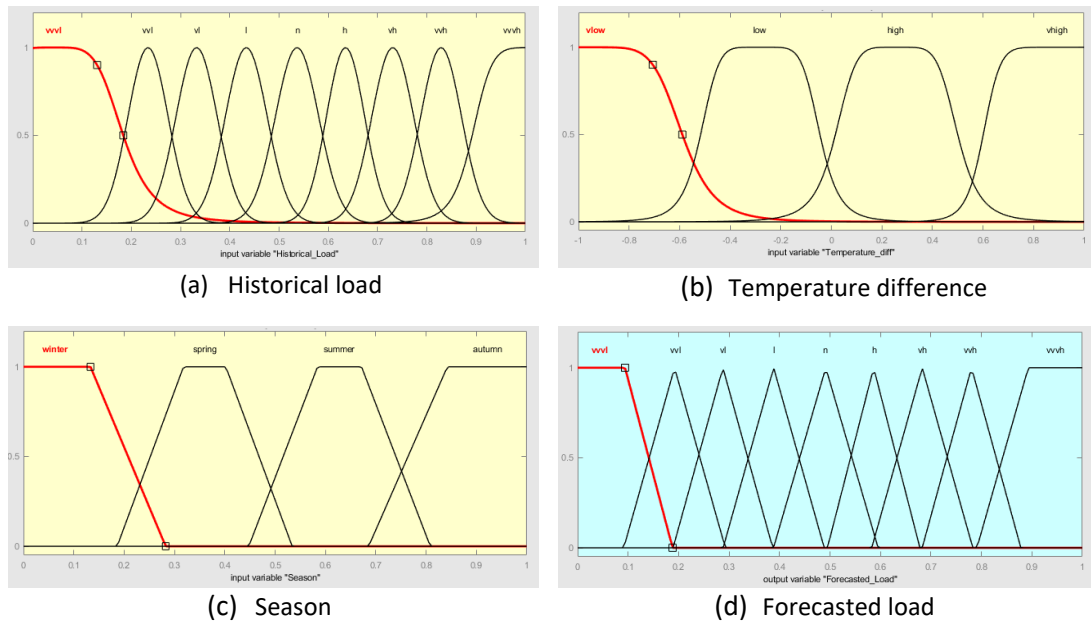 vvvl vvl vl l n h vh vvh vvvh
1
0.5
0
0 0.1 0.2 0.3 0.4 0.5 0.6 0.7 0.8 0.9 1
input variable "Historical_Load"
(a) Historical load
vlow low high vhigh
1
0.5
0
-1 -0.8 -0.6 -0.4 -0.2 0 0.2 0.4 0.6 0.8 1
input variable "Temperature_diff"
(b) Temperature difference
winter spring summer autumn
1
0.5
0
0 0.1 0.2 0.3 0.4 0.5 0.6 0.7 0.8 0.9 1
input variable "Season"
(c) Season
vvvl vvl vl l n h vh vvh vvvh
1
0.5
0
0 0.1 0.2 0.3 0.4 0.5 0.6 0.7 0.8 0.9 1
output variable "Forecasted_Load"
(d) Forecasted load